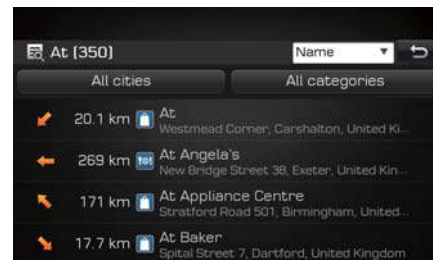 At (350) Name
All cities All categories
20.1 km At
Westmead Corner, Carshalton, United Ki...
269 km At Angela's
New Bridge Street 38, Exeter, United Kin...
171 km At Appliance Centre
Stratford Road 501, Birmingham, United...
17.7 km At Baker
Spital Street 7, Dartford, United Kingdom